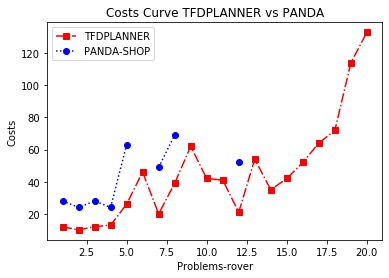 Costs Curve TFDPLANNER vs PANDA
TFDPLANNER
PANDA-SHOP
120
100
80
60
40
20
Costs
2.5 5.0 7.5 10.0 12.5 15.0 17.5 20.0
Problems-rover